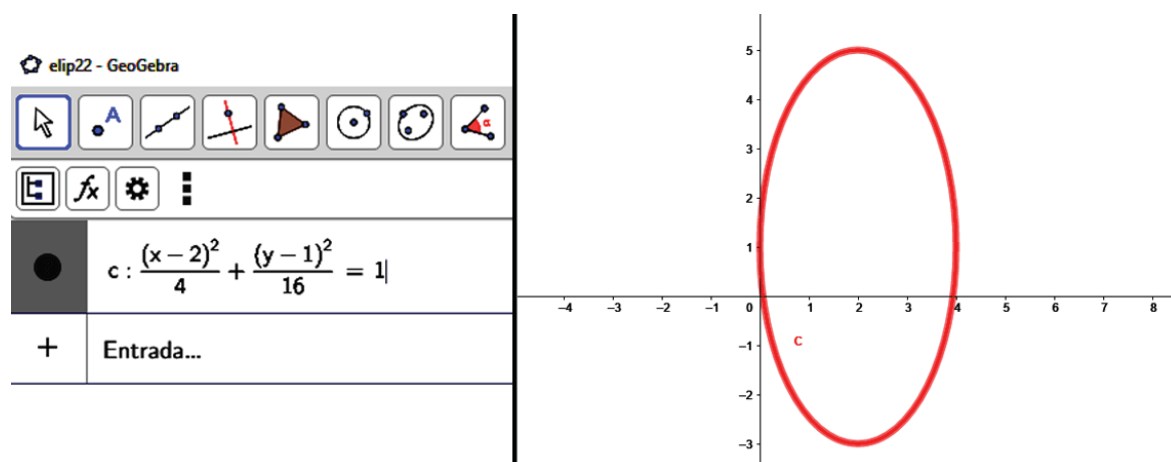 elip22 - GeoGebra
A
α
fx
c : (x − 2)² / 4 + (y − 1)² / 16 = 1
+ Entrada...
5
4
3
2
1
−4 −3 −2 −1 0 1 2 3 4 5 6 7 8
−1
c
−2
−3